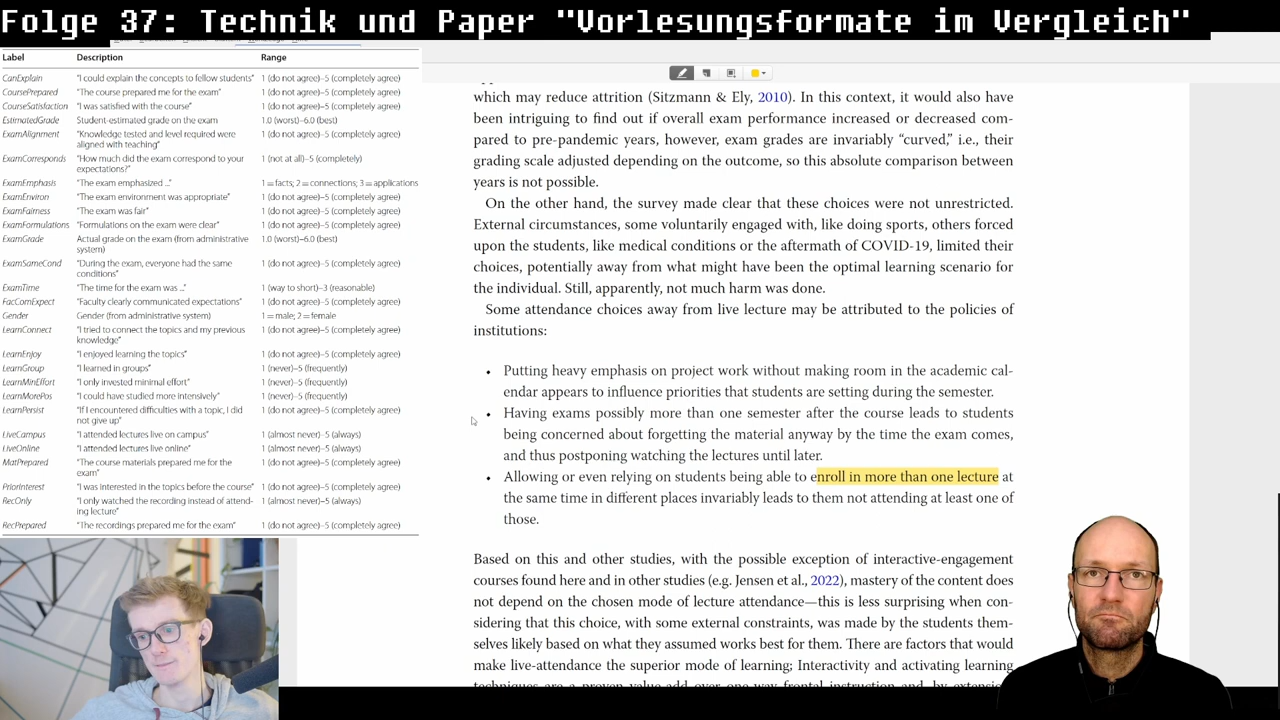 Folge 37: Technik und Paper "Vorlesungsformate im Vergleich"
Label Description Range
CanExplain "I could explain the concepts to fellow students" 1 (do not agree)–5 (completely agree)
CoursePrepared "The course prepared me for the exam" 1 (do not agree)–5 (completely agree)
CourseSatisfaction "I was satisfied with the course" 1 (do not agree)–5 (completely agree)
EstimatedGrade Student-estimated grade on the exam 1.0 (worst)–6.0 (best)
ExamAlignment "Knowledge tested and level required were 1 (do not agree)–5 (completely agree)
aligned with teaching"
ExamCorresponds "How much did the exam correspond to your 1 (not at all)–5 (completely)
expectations?"
ExamEmphasis "The exam emphasized ..." 1 = facts; 2 = connections; 3 = applications
ExamEnviron "The exam environment was appropriate" 1 (do not agree)–5 (completely agree)
ExamFairness "The exam was fair" 1 (do not agree)–5 (completely agree)
ExamFormulations "Formulations on the exam were clear" 1 (do not agree)–5 (completely agree)
ExamGrade Actual grade on the exam (from administrative 1.0 (worst)–6.0 (best)
system)
ExamSameCond "During the exam, everyone had the same 1 (do not agree)–5 (completely agree)
conditions"
ExamTime "The time for the exam was ..." 1 (way to short)–3 (reasonable)
FacComExpect "Faculty clearly communicated expectations" 1 (do not agree)–5 (completely agree)
Gender Gender (from administrative system) 1 = male; 2 = female
LearnConnect "I tried to connect the topics and my previous 1 (do not agree)–5 (completely agree)
knowledge"
LearnEnjoy "I enjoyed learning the topics" 1 (do not agree)–5 (completely agree)
LearnGroup "I learned in groups" 1 (never)–5 (frequently)
LearnMinEffort "I only invested minimal effort" 1 (never)–5 (frequently)
LearnMorePos "I could have studied more intensively" 1 (never)–5 (frequently)
LearnPersist "If I encountered difficulties with a topic, I did 1 (do not agree)–5 (completely agree)
not give up"
LiveCampus "I attended lectures live on campus" 1 (almost never)–5 (always)
LiveOnline "I attended lectures live online" 1 (almost never)–5 (always)
MatPrepared "The course materials prepared me for the 1 (do not agree)–5 (completely agree)
exam"
PriorInterest "I was interested in the topics before the course" 1 (do not agree)–5 (completely agree)
RecOnly "I only watched the recording instead of attend- 1 (almost never)–5 (always)
ing lecture"
RecPrepared "The recordings prepared me for the exam" 1 (do not agree)–5 (completely agree)
which may reduce attrition (Sitzmann & Ely, 2010). In this context, it would also have
been intriguing to find out if overall exam performance increased or decreased com-
pared to pre-pandemic years, however, exam grades are invariably "curved," i.e., their
grading scale adjusted depending on the outcome, so this absolute comparison between
years is not possible.
On the other hand, the survey made clear that these choices were not unrestricted.
External circumstances, some voluntarily engaged with, like doing sports, others forced
upon the students, like medical conditions or the aftermath of COVID-19, limited their
choices, potentially away from what might have been the optimal learning scenario for
the individual. Still, apparently, not much harm was done.
Some attendance choices away from live lecture may be attributed to the policies of
institutions:
• Putting heavy emphasis on project work without making room in the academic cal-
endar appears to influence priorities that students are setting during the semester.
• Having exams possibly more than one semester after the course leads to students
being concerned about forgetting the material anyway by the time the exam comes,
and thus postponing watching the lectures until later.
• Allowing or even relying on students being able to enroll in more than one lecture at
the same time in different places invariably leads to them not attending at least one of
those.
Based on this and other studies, with the possible exception of interactive-engagement
courses found here and in other studies (e.g. Jensen et al., 2022), mastery of the content does
not depend on the chosen mode of lecture attendance—this is less surprising when con-
sidering that this choice, with some external constraints, was made by the students them-
selves likely based on what they assumed works best for them. There are factors that would
make live-attendance the superior mode of learning; Interactivity and activating learning
techniques are a proven value-add over one-way frontal instruction and, by